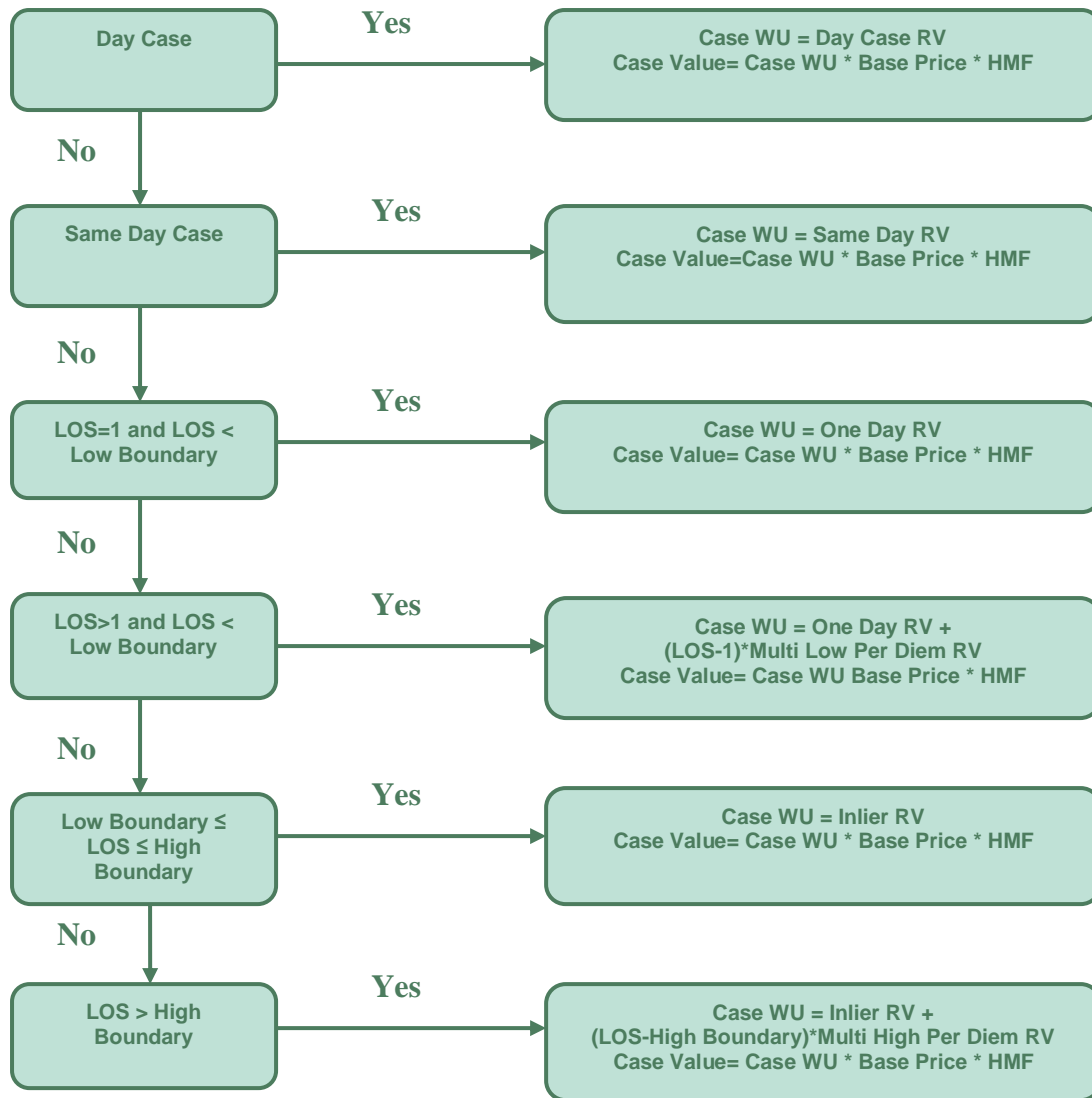 Day Case
Yes
Case WU = Day Case RV
Case Value= Case WU * Base Price * HMF
No
Same Day Case
Yes
Case WU = Same Day RV
Case Value=Case WU * Base Price * HMF
No
LOS=1 and LOS <
Low Boundary
Yes
Case WU = One Day RV
Case Value= Case WU * Base Price * HMF
No
LOS>1 and LOS <
Low Boundary
Yes
Case WU = One Day RV +
(LOS-1)*Multi Low Per Diem RV
Case Value= Case WU Base Price * HMF
No
Low Boundary ≤
LOS ≤ High
Boundary
Yes
Case WU = Inlier RV
Case Value= Case WU * Base Price * HMF
No
LOS > High
Boundary
Yes
Case WU = Inlier RV +
(LOS-High Boundary)*Multi High Per Diem RV
Case Value= Case WU * Base Price * HMF